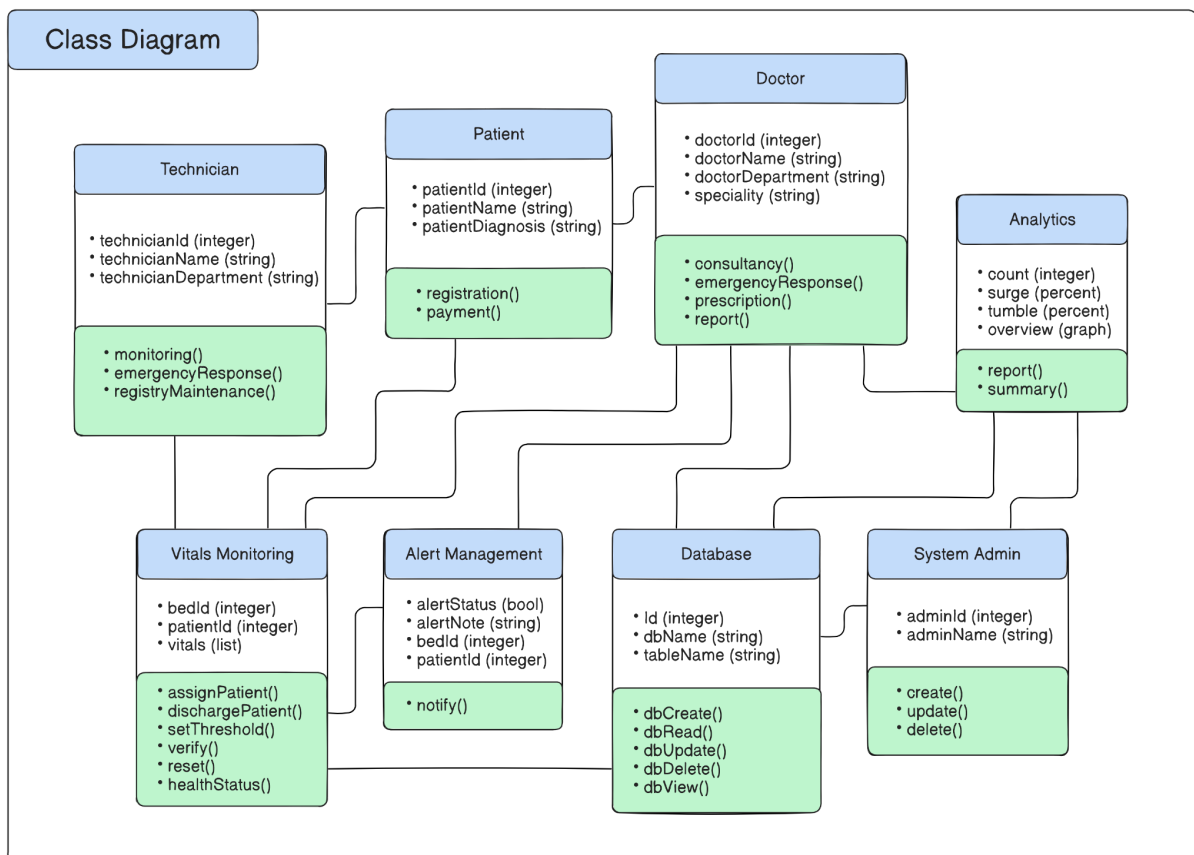 Class Diagram
Technician
• technicianId (integer)
• technicianName (string)
• technicianDepartment (string)
• monitoring()
• emergencyResponse()
• registryMaintenance()
Patient
• patientId (integer)
• patientName (string)
• patientDiagnosis (string)
• registration()
• payment()
Doctor
• doctorId (integer)
• doctorName (string)
• doctorDepartment (string)
• speciality (string)
• consultancy()
• emergencyResponse()
• prescription()
• report()
Analytics
• count (integer)
• surge (percent)
• tumble (percent)
• overview (graph)
• report()
• summary()
Vitals Monitoring
• bedId (integer)
• patientId (integer)
• vitals (list)
• assignPatient()
• dischargePatient()
• setThreshold()
• verify()
• reset()
• healthStatus()
Alert Management
• alertStatus (bool)
• alertNote (string)
• bedId (integer)
• patientId (integer)
• notify()
Database
• Id (integer)
• dbName (string)
• tableName (string)
• dbCreate()
• dbRead()
• dbUpdate()
• dbDelete()
• dbView()
System Admin
• adminId (integer)
• adminName (string)
• create()
• update()
• delete()